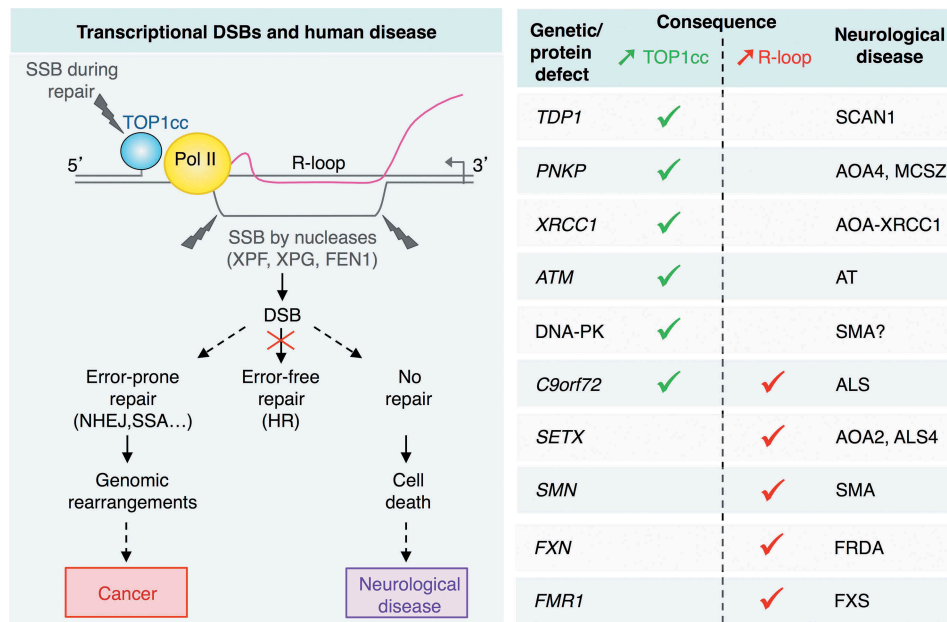 Transcriptional DSBs and human disease
SSB during
repair
TOP1cc
Pol II
R-loop
5’
3’
SSB by nucleases
(XPF, XPG, FEN1)
DSB
Error-prone
repair
(NHEJ,SSA…)
Error-free
repair
(HR)
No
repair
Genomic
rearrangements
Cell
death
Cancer
Neurological
disease
Genetic/
protein
defect
Consequence
TOP1cc
R-loop
Neurological
disease
TDP1 SCAN1
PNKP AOA4, MCSZ
XRCC1 AOA-XRCC1
ATM AT
DNA-PK SMA?
C9orf72 ALS
SETX AOA2, ALS4
SMN SMA
FXN FRDA
FMR1 FXS